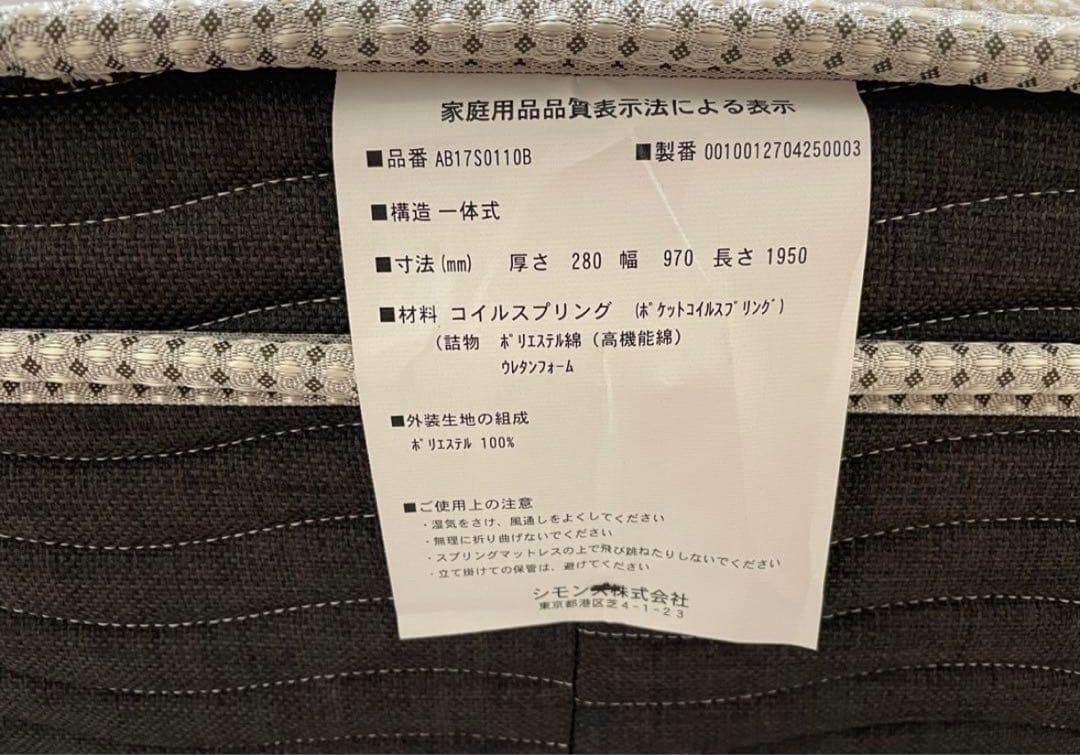 家庭用品品質表示法による表示
■品番 AB17S0110B ■製番 0010012704250003
■構造 一体式
■寸法(mm) 厚さ 280 幅 970 長さ 1950
■材料 コイルスプリング (ﾎﾟｹｯﾄｺｲﾙｽﾌﾟﾘﾝｸﾞ)
(詰物 ﾎﾟﾘｴｽﾃﾙ綿 (高機能綿)
ｳﾚﾀﾝﾌｫｰﾑ
■外装生地の組成
ﾎﾟﾘｴｽﾃﾙ 100%
■ご使用上の注意
・湿気をさけ、風通しをよくしてください
・無理に折り曲げないでください
・スプリングマットレスの上で飛び跳ねたりしないでください
・立て掛けての保管は、避けてください
シモンズ株式会社
東京都港区芝4-1-23